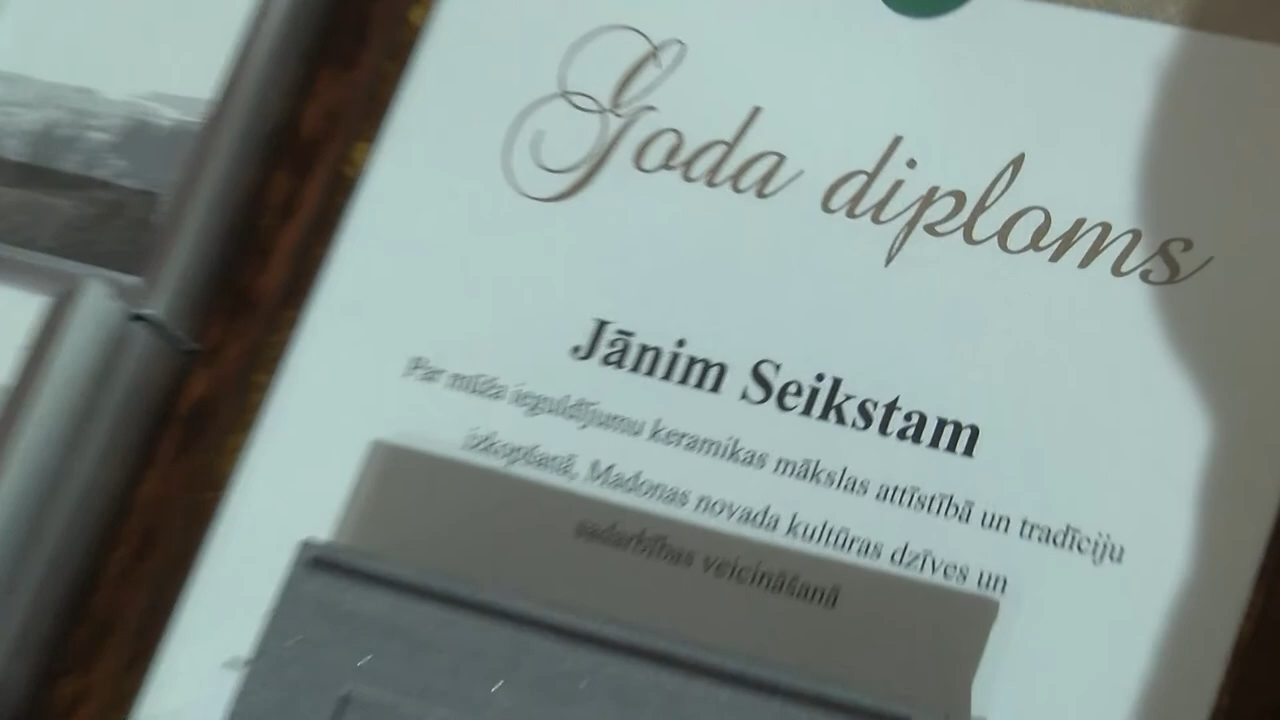 Goda diploms
Jānim Seikstam
Par mūža ieguldījumu keramikas mākslas attīstībā un tradīciju
izkopšanā, Madonas novada kultūras dzīves un
sadarbības veicināšanā